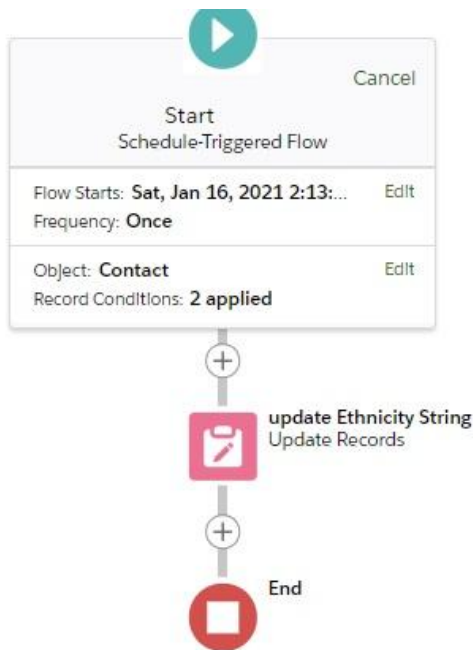 Cancel
Start
Schedule-Triggered Flow
Flow Starts: Sat, Jan 16, 2021 2:13:... Edit
Frequency: Once
Object: Contact Edit
Record Conditions: 2 applied
update Ethnicity String
Update Records
End